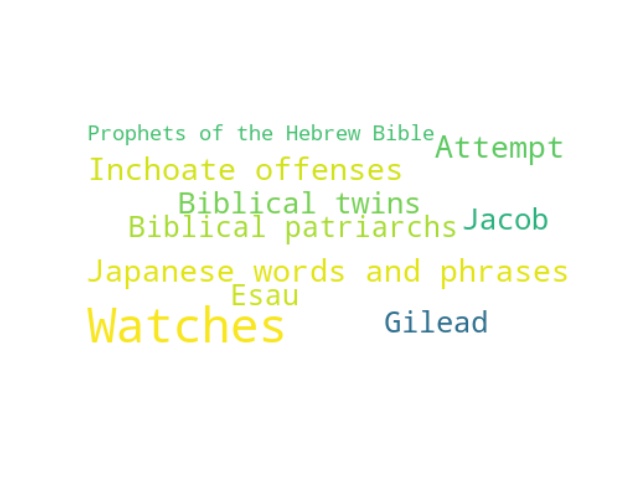 Prophets of the Hebrew Bible
Attempt
Inchoate offenses
Biblical twins
Jacob
Biblical patriarchs
Japanese words and phrases
Esau
Watches
Gilead